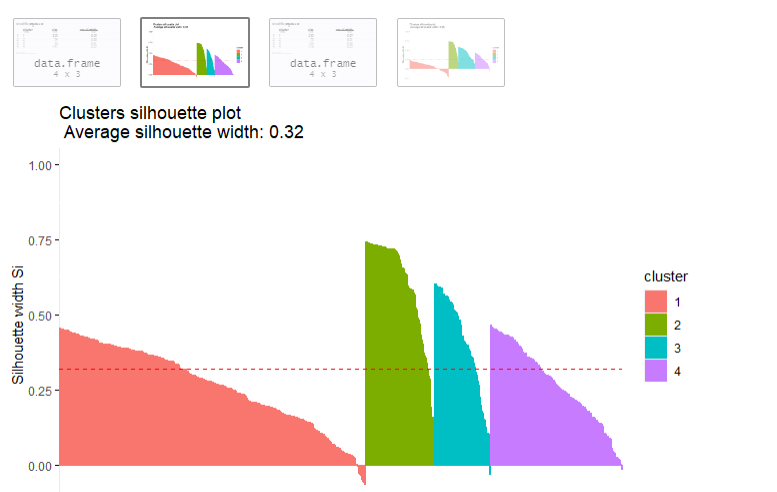 data.frame
4 x 3
data.frame
4 x 3
Clusters silhouette plot
Average silhouette width: 0.32
1.00
0.75
0.50
0.25
0.00
Silhouette width Si
cluster
1
2
3
4